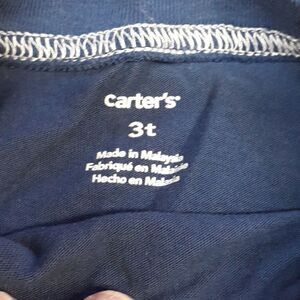 carter's®
3t
Made in Malaysia
Fabriqué en Malaisie
Hecho en Malasia